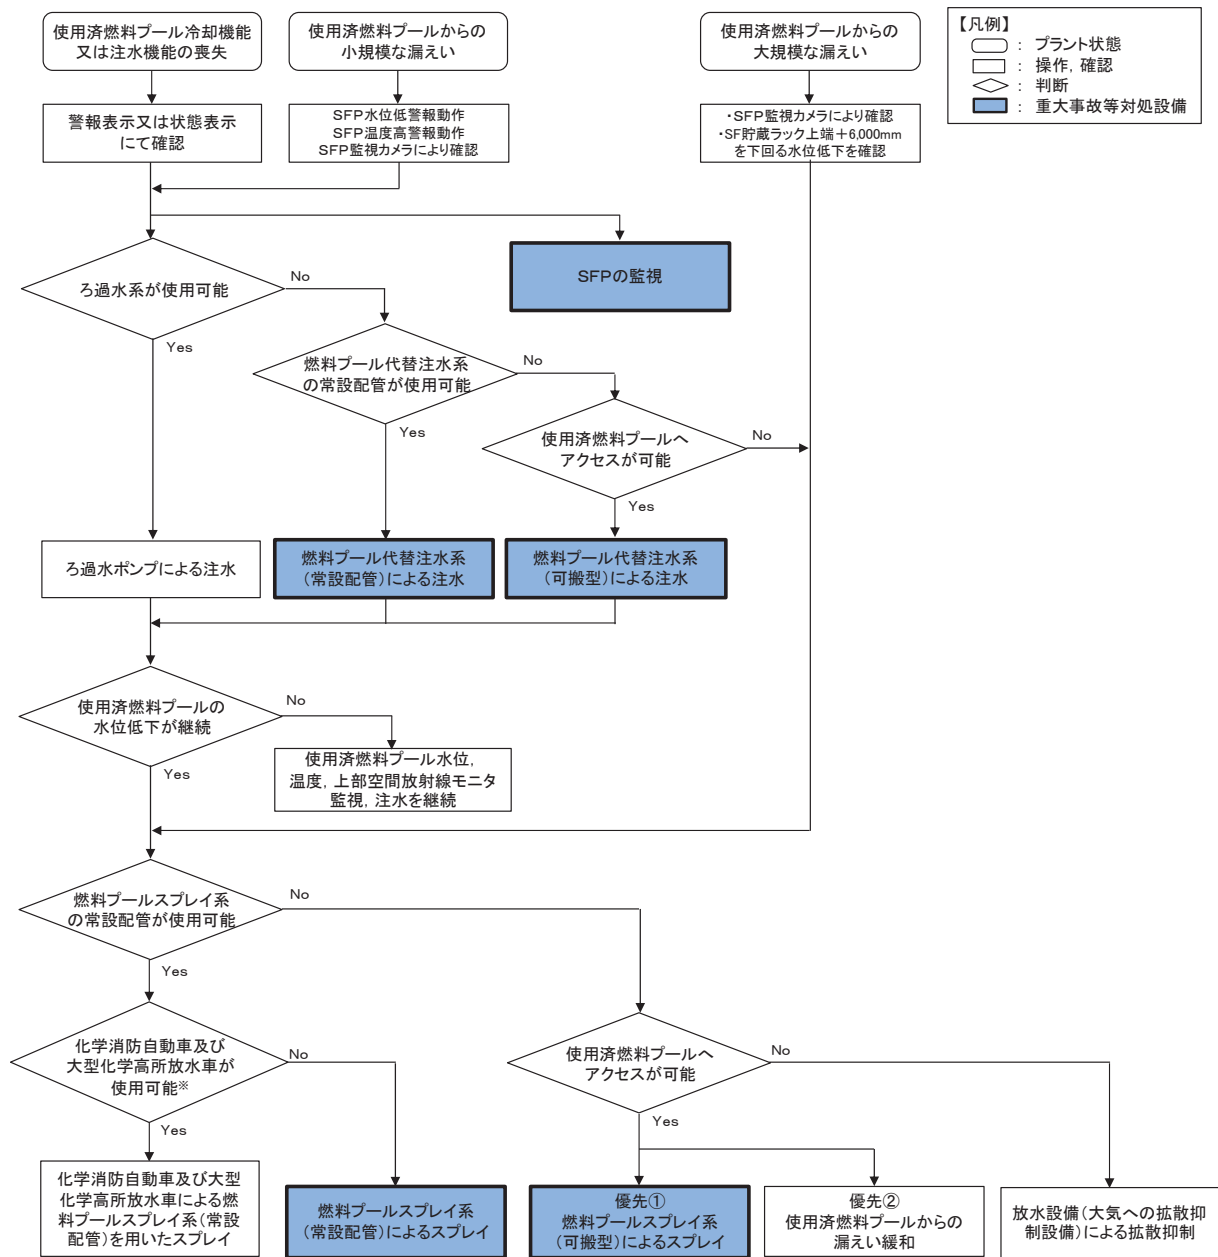 使用済燃料プール冷却機能
又は注水機能の喪失
使用済燃料プールからの
小規模な漏えい
使用済燃料プールからの
大規模な漏えい
【凡例】
： プラント状態
： 操作, 確認
： 判断
： 重大事故等対処設備
警報表示又は状態表示
にて確認
SFP水位低警報動作
SFP温度高警報動作
SFP監視カメラにより確認
・SFP監視カメラにより確認
・SF貯蔵ラック上端＋6,000mm
を下回る水位低下を確認
SFPの監視
ろ過水系が使用可能
No
Yes
燃料プール代替注水系
の常設配管が使用可能
No
Yes
使用済燃料プールへ
アクセスが可能
No
Yes
ろ過水ポンプによる注水
燃料プール代替注水系
（常設配管）による注水
燃料プール代替注水系
（可搬型）による注水
使用済燃料プールの
水位低下が継続
No
Yes
使用済燃料プール水位,
温度, 上部空間放射線モニタ
監視, 注水を継続
燃料プールスプレイ系
の常設配管が使用可能
No
Yes
化学消防自動車及び
大型化学高所放水車が
使用可能※
No
Yes
使用済燃料プールへ
アクセスが可能
No
Yes
化学消防自動車及び大型
化学高所放水車による燃
料プールスプレイ系（常設
配管）を用いたスプレイ
燃料プールスプレイ系
（常設配管）によるスプレイ
優先①
燃料プールスプレイ系
（可搬型）によるスプレイ
優先②
使用済燃料プールからの
漏えい緩和
放水設備（大気への拡散抑
制設備）による拡散抑制